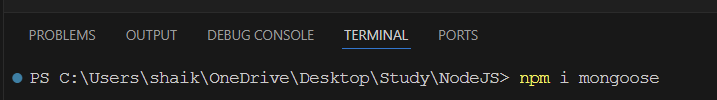 PROBLEMS OUTPUT DEBUG CONSOLE TERMINAL PORTS
PS C:\Users\shaik\OneDrive\Desktop\Study\NodeJS> npm i mongoose